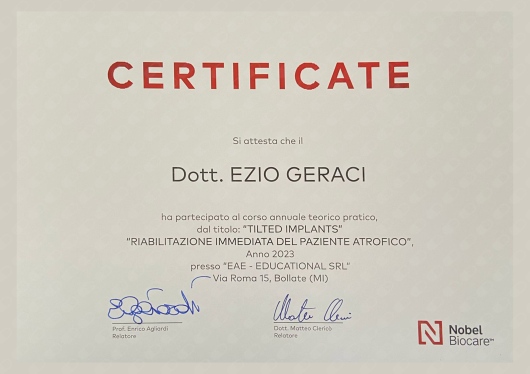 CERTIFICATE
Si attesta che il
Dott. EZIO GERACI
ha partecipato al corso annuale teorico pratico,
dal titolo: "TILTED IMPLANTS"
"RIABILITAZIONE IMMEDIATA DEL PAZIENTE ATROFICO",
Anno 2023
presso "EAE - EDUCATIONAL SRL"
Via Roma 15, Bollate (MI)
Prof. Enrico Agliardi
Relatore
Dott. Matteo Clericò
Relatore
Nobel
Biocare™